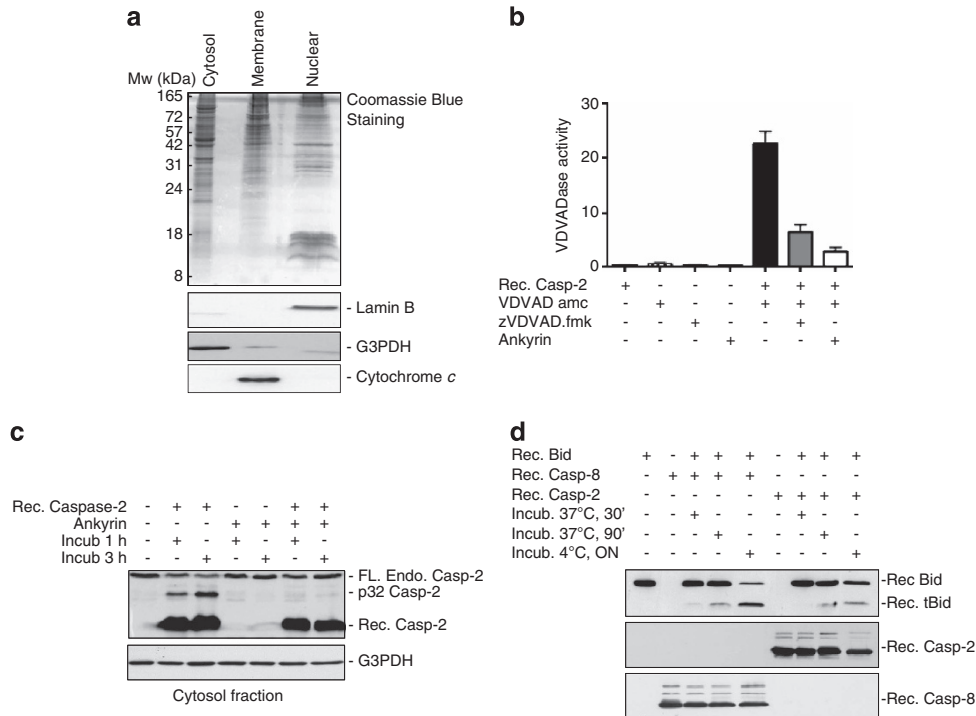 a
Cytosol
Membrane
Nuclear
Mw (kDa)
165
72
57
42
31
24
18
8
Coomassie Blue
Staining
- Lamin B
- G3PDH
- Cytochrome c
b
VDVADase activity
30
20
10
0
Rec. Casp-2 + - - - + + +
VDVAD amc - + - - + + +
zVDVAD.fmk - - + - - + -
Ankyrin - - - + - - +
c
Rec. Caspase-2 - + + - - + +
Ankyrin - - - + + + +
Incub 1 h - + - + - + -
Incub 3 h - - + - + - +
- FL. Endo. Casp-2
- p32 Casp-2
- Rec. Casp-2
- G3PDH
Cytosol fraction
d
Rec. Bid + - + + + - + + +
Rec. Casp-8 - + + + + - - - -
Rec. Casp-2 - - - - - + + + +
Incub. 37°C, 30' - - + - - - + - -
Incub. 37°C, 90' - - - + - - - + -
Incub. 4°C, ON - - - - + - - - +
-Rec Bid
-Rec. tBid
-Rec. Casp-2
-Rec. Casp-8